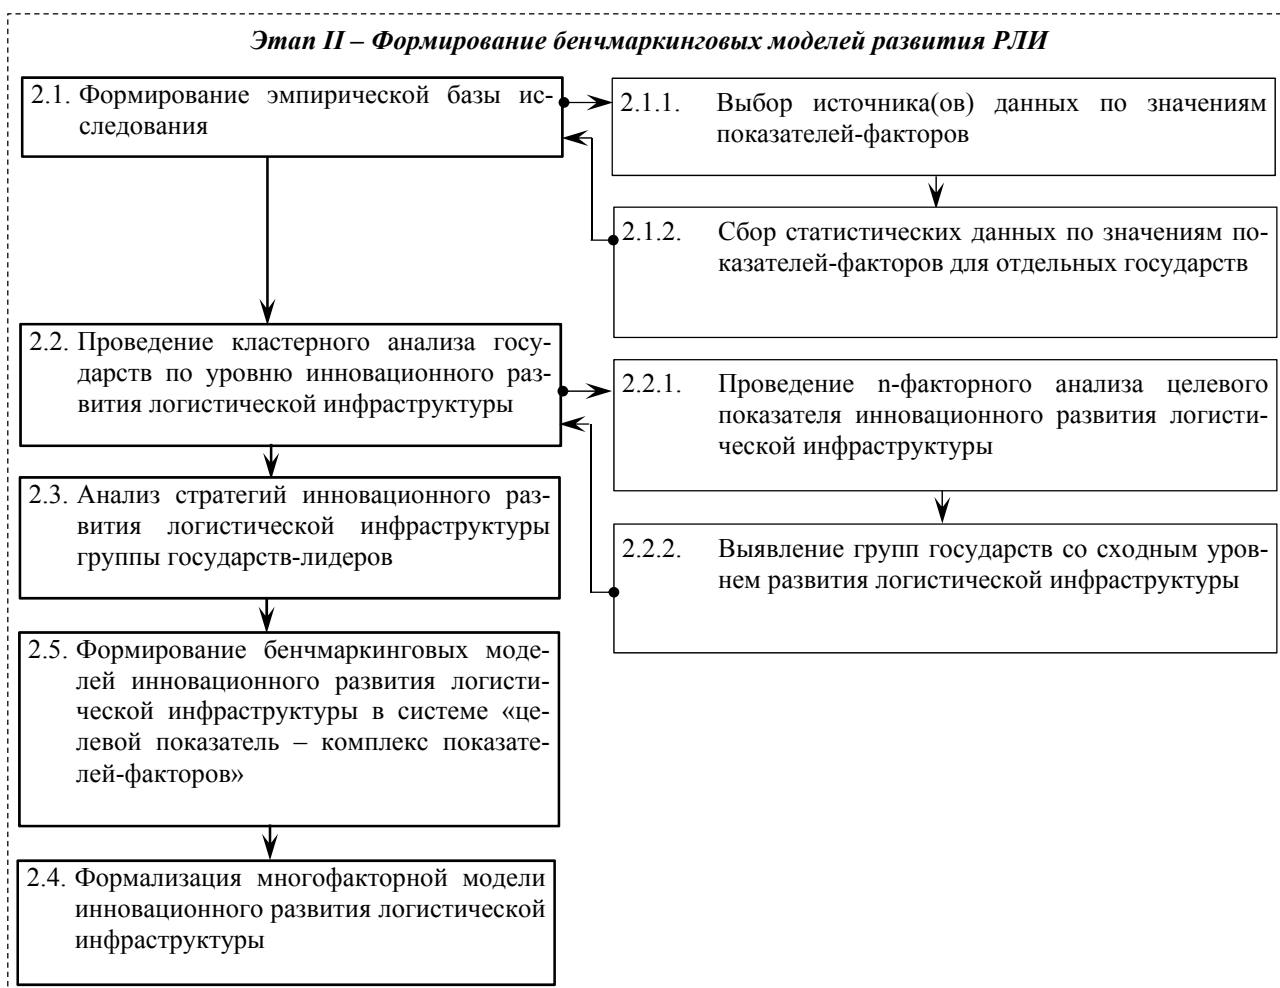 Этап II – Формирование бенчмаркинговых моделей развития РЛИ
2.1. Формирование эмпирической базы ис-
следования
2.1.1. Выбор источника(ов) данных по значениям
показателей-факторов
2.1.2. Сбор статистических данных по значениям по-
казателей-факторов для отдельных государств
2.2. Проведение кластерного анализа госу-
дарств по уровню инновационного раз-
вития логистической инфраструктуры
2.2.1. Проведение n-факторного анализа целевого
показателя инновационного развития логисти-
ческой инфраструктуры
2.2.2. Выявление групп государств со сходным уров-
нем развития логистической инфраструктуры
2.3. Анализ стратегий инновационного раз-
вития логистической инфраструктуры
группы государств-лидеров
2.5. Формирование бенчмаркинговых моде-
лей инновационного развития логисти-
ческой инфраструктуры в системе «це-
левой показатель – комплекс показате-
лей-факторов»
2.4. Формализация многофакторной модели
инновационного развития логистической
инфраструктуры